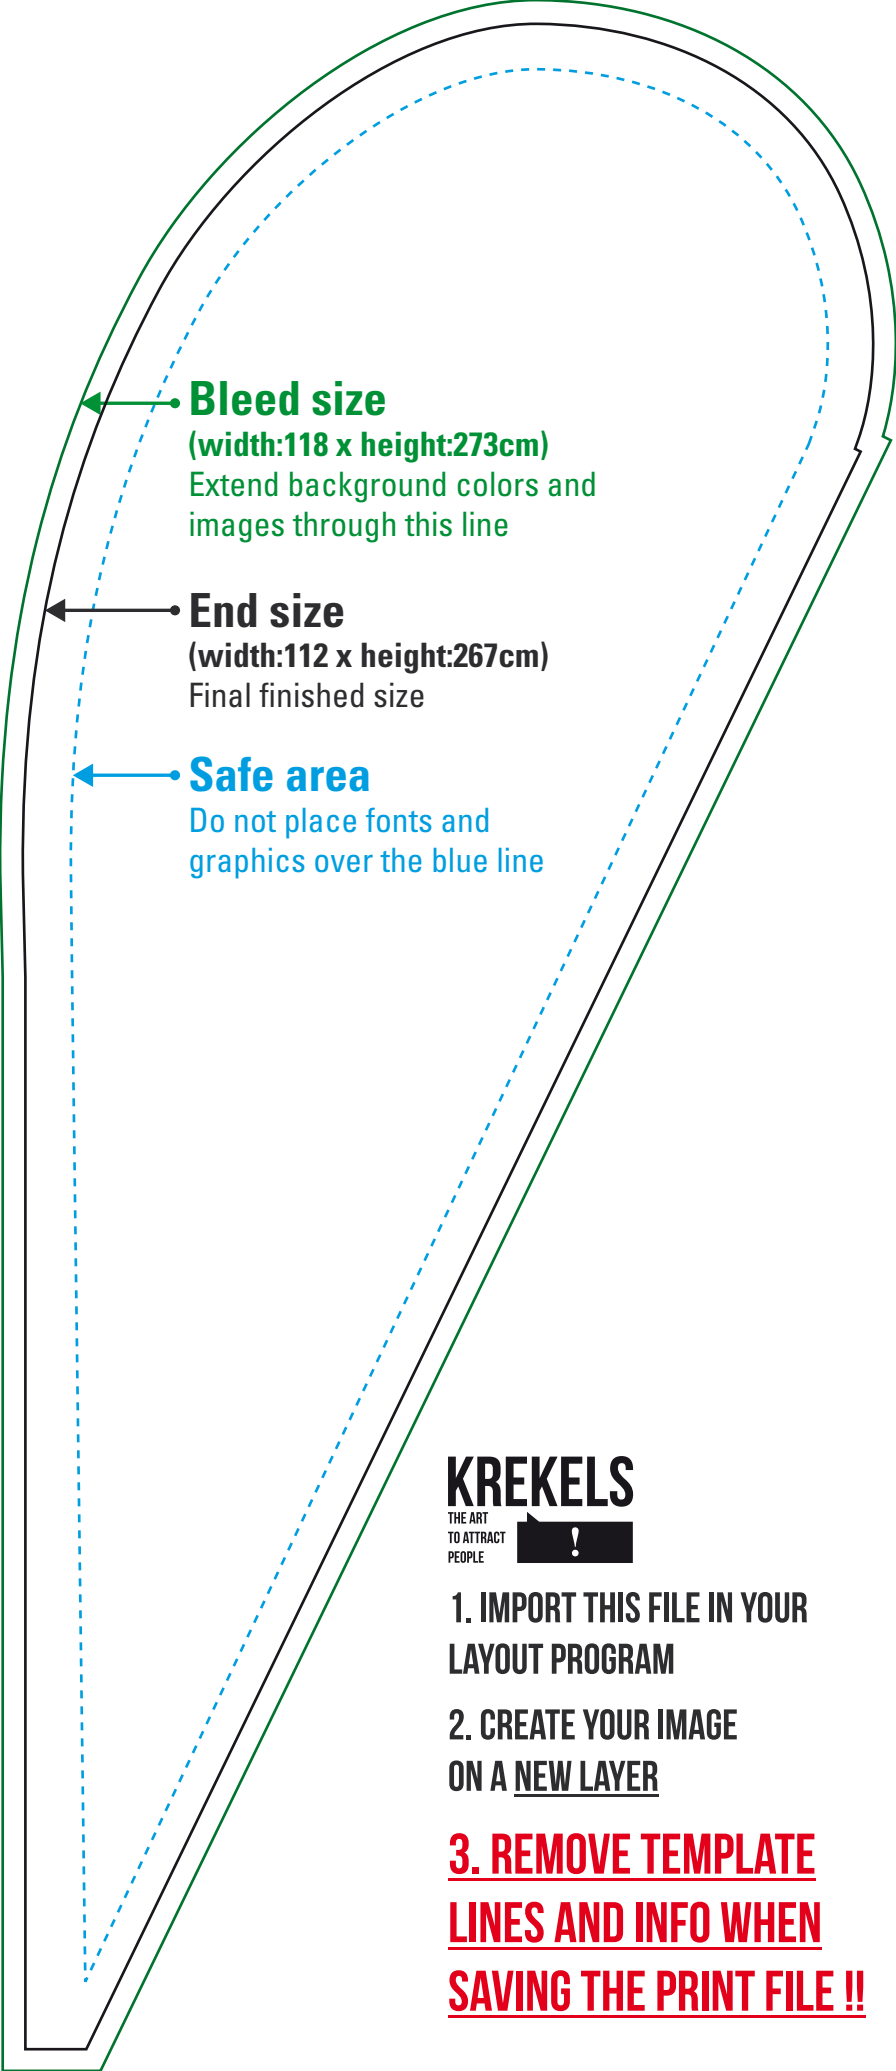 Bleed size
(width:118 x height:273cm)
Extend background colors and
images through this line
End size
(width:112 x height:267cm)
Final finished size
Safe area
Do not place fonts and
graphics over the blue line
KREKELS
THE ART
TO ATTRACT
PEOPLE
!
1. IMPORT THIS FILE IN YOUR
LAYOUT PROGRAM
2. CREATE YOUR IMAGE
ON A NEW LAYER
3. REMOVE TEMPLATE
LINES AND INFO WHEN
SAVING THE PRINT FILE !!